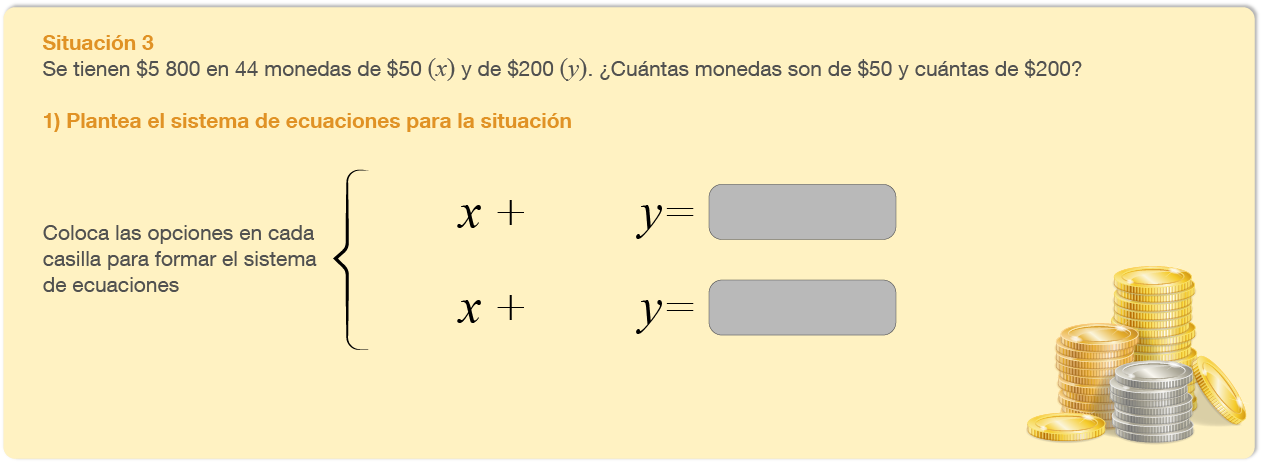 Situación 3
Se tienen $5 800 en 44 monedas de $50 (x) y de $200 (y). ¿Cuántas monedas son de $50 y cuántas de $200?
1) Plantea el sistema de ecuaciones para la situación
Coloca las opciones en cada
casilla para formar el sistema
de ecuaciones
x + y=
x + y=